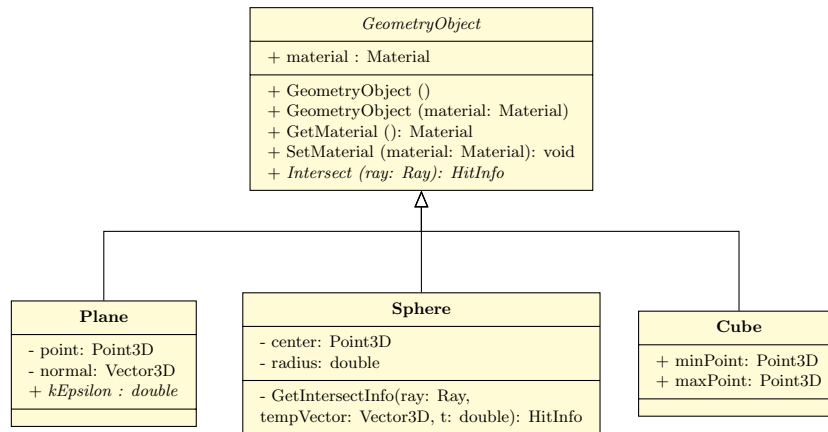 GeometryObject
+ material : Material
+ GeometryObject ()
+ GeometryObject (material: Material)
+ GetMaterial (): Material
+ SetMaterial (material: Material): void
+ Intersect (ray: Ray): HitInfo
Plane
- point: Point3D
- normal: Vector3D
+ kEpsilon : double
Sphere
- center: Point3D
- radius: double
- GetIntersectInfo(ray: Ray,
tempVector: Vector3D, t: double): HitInfo
Cube
+ minPoint: Point3D
+ maxPoint: Point3D